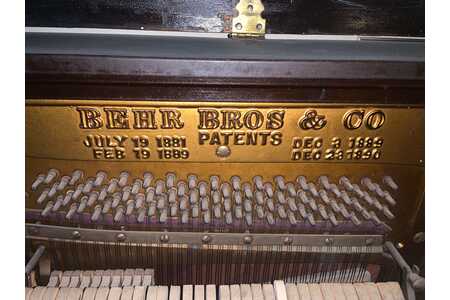 BEHR BROS & CO
JULY 19 1881 PATENTS DEC 3 1889
FEB 19 1889 DEC 23 1890